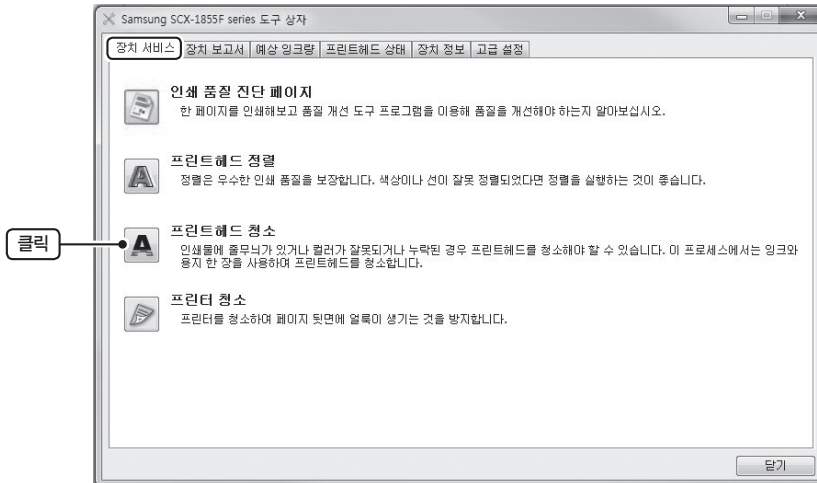 Samsung SCX-1855F series 도구 상자
장치 서비스 장치 보고서 예상 잉크량 프린트헤드 상태 장치 정보 고급 설정
인쇄 품질 진단 페이지
한 페이지를 인쇄해보고 품질 개선 도구 프로그램을 이용해 품질을 개선해야 하는지 알아보십시오.
프린트헤드 정렬
정렬은 우수한 인쇄 품질을 보장합니다. 색상이나 선이 잘못 정렬되었다면 정렬을 실행하는 것이 좋습니다.
클릭
프린트헤드 청소
인쇄물에 줄무늬가 있거나 컬러가 잘못되거나 누락된 경우 프린트헤드를 청소해야 할 수 있습니다. 이 프로세스에서는 잉크와
용지 한 장을 사용하여 프린트헤드를 청소합니다.
프린터 청소
프린터를 청소하여 페이지 뒷면에 얼룩이 생기는 것을 방지합니다.
닫기